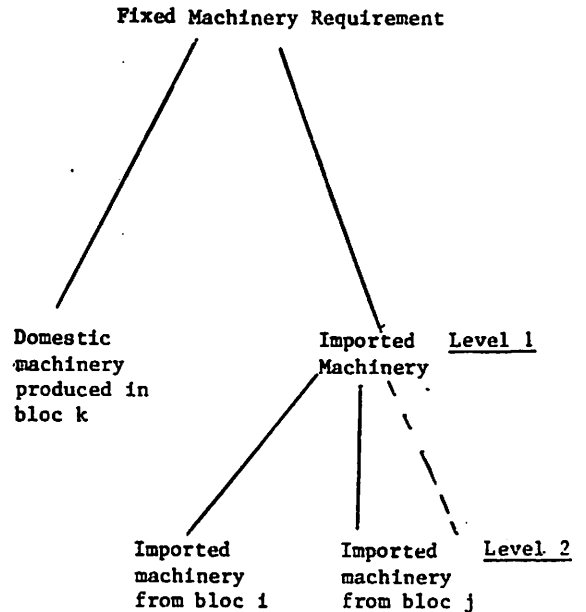 Fixed Machinery Requirement
Domestic
machinery
produced in
bloc k
Imported
Machinery
Level 1
Imported
machinery
from bloc i
Imported
machinery
from bloc j
Level 2